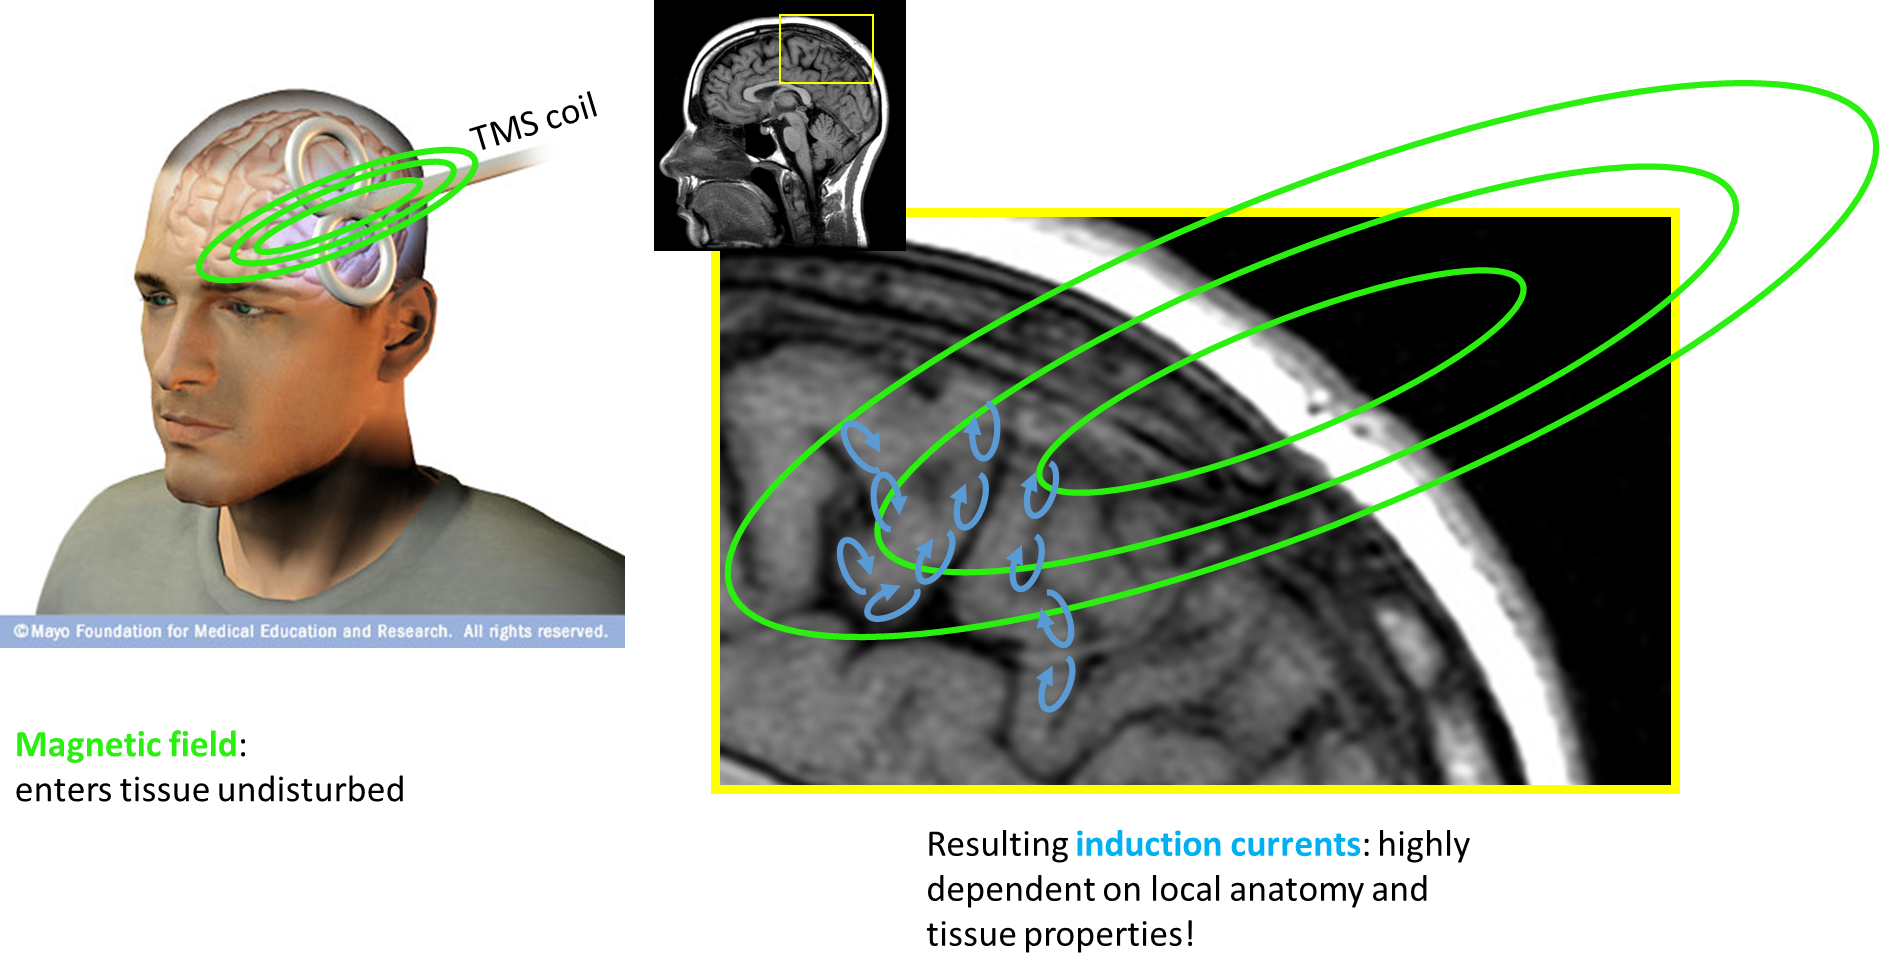 TMS coil
©Mayo Foundation for Medical Education and Research. All rights reserved.
Magnetic field:
enters tissue undisturbed
Resulting induction currents: highly
dependent on local anatomy and
tissue properties!